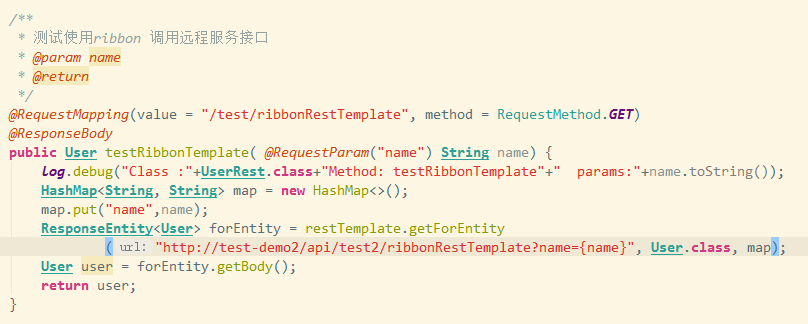 /**
 * 测试使用ribbon 调用远程服务接口
 * @param name
 * @return
 */
@RequestMapping(value = "/test/ribbonRestTemplate", method = RequestMethod.GET)
@ResponseBody
public User testRibbonTemplate( @RequestParam("name") String name) {
    log.debug("Class :"+UserRest.class+"Method: testRibbonTemplate"+"  params:"+name.toString());
    HashMap<String, String> map = new HashMap<>();
    map.put("name",name);
    ResponseEntity<User> forEntity = restTemplate.getForEntity
            ( url: "http://test-demo2/api/test2/ribbonRestTemplate?name={name}", User.class, map);
    User user = forEntity.getBody();
    return user;
}